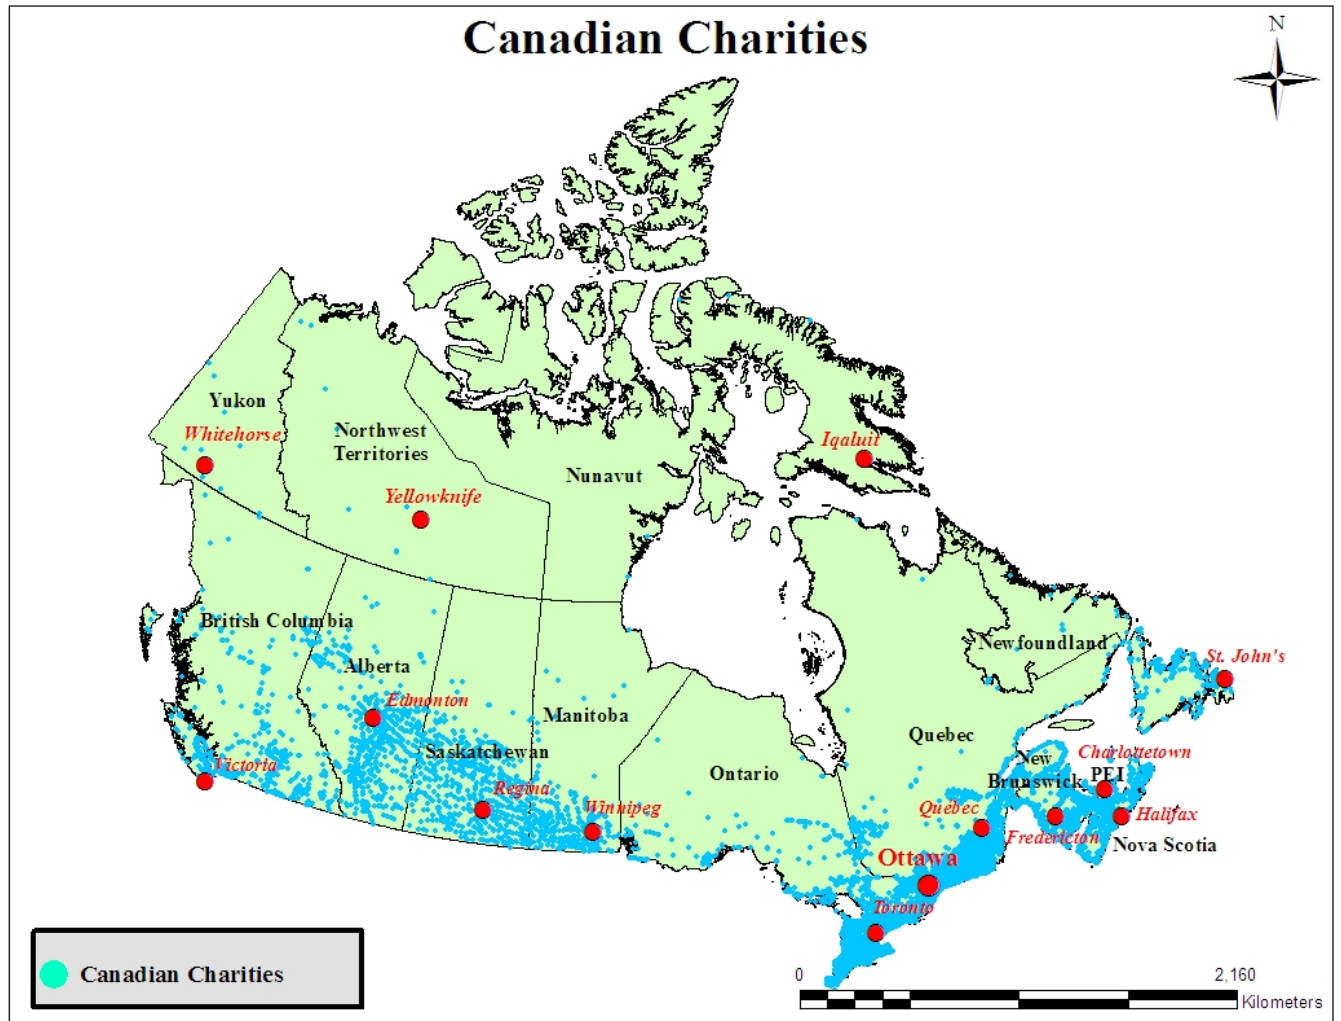 Canadian Charities
N
Yukon
Whitehorse
Northwest
Territories
Iqaluit
Nunavut
Yellowknife
British Columbia
Newfoundland
St. John's
Alberta
Edmonton
Manitoba
Saskatchewan
Quebec
Charlottetown
New
Brunswick
PEI
Victoria
Ontario
Regina
Winnipeg
Québec
Halifax
Fredericton
Nova Scotia
Ottawa
Toronto
Canadian Charities
0
2,160
Kilometers